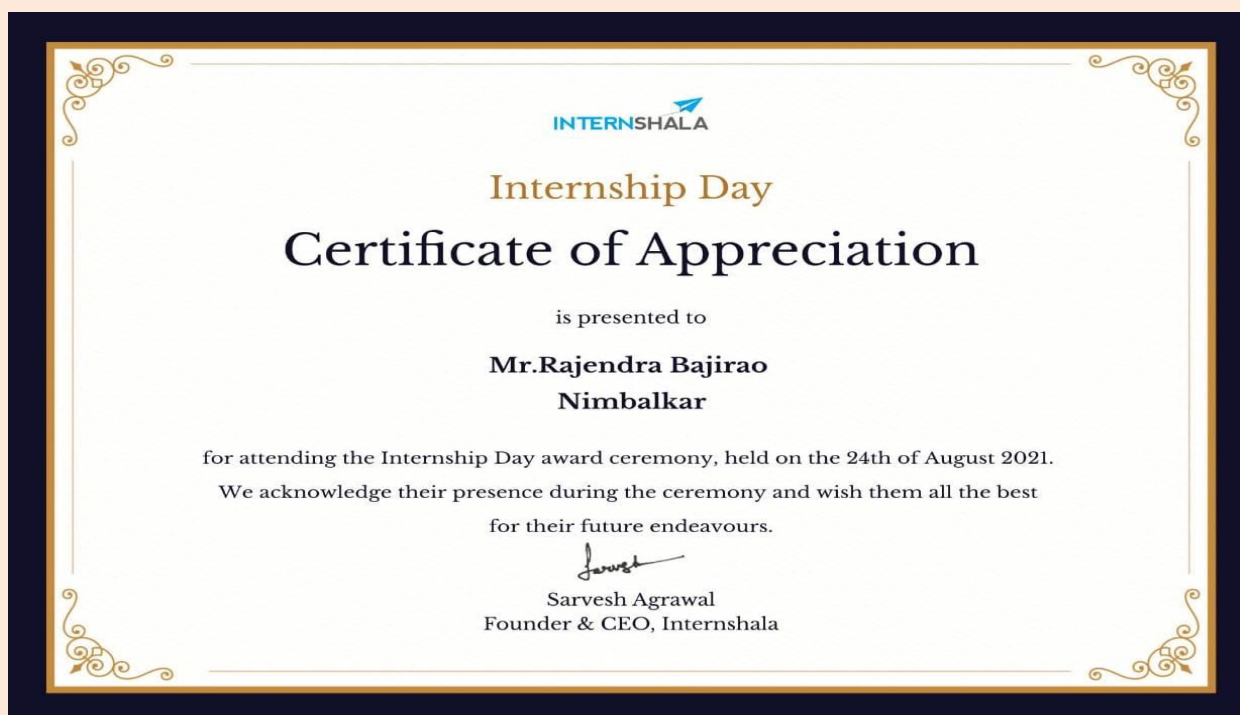 INTERNSHALA
Internship Day
Certificate of Appreciation
is presented to
Mr.Rajendra Bajirao
Nimbalkar
for attending the Internship Day award ceremony, held on the 24th of August 2021.
We acknowledge their presence during the ceremony and wish them all the best
for their future endeavours.
Sarvesh
Sarvesh Agrawal
Founder & CEO, Internshala